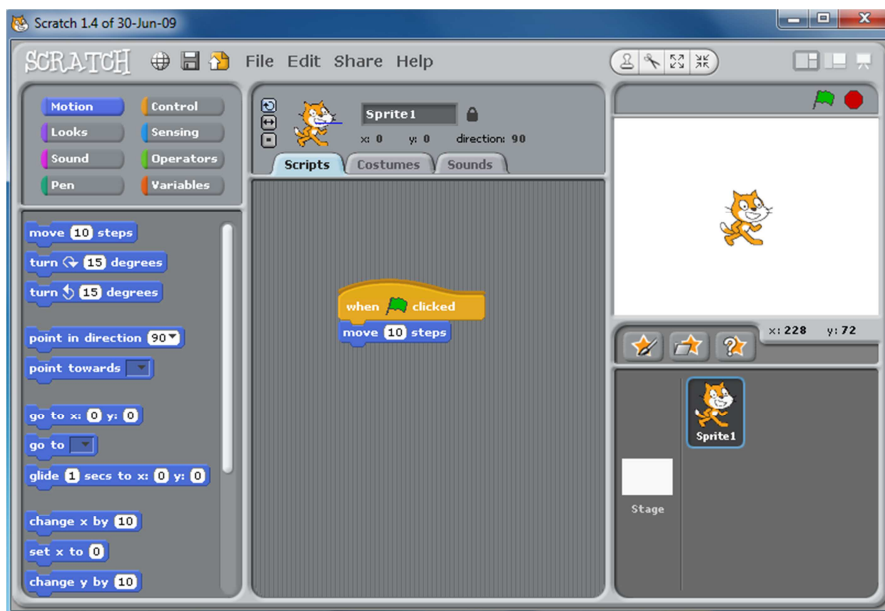 Scratch 1.4 of 30-Jun-09
SCRATCH File Edit Share Help
Motion Control
Looks Sensing
Sound Operators
Pen Variables
move 10 steps
turn 15 degrees
turn 15 degrees
point in direction 90
point towards
go to x: 0 y: 0
go to
glide 1 secs to x: 0 y: 0
change x by 10
set x to 0
change y by 10
Sprite1
x: 0 y: 0 direction: 90
Scripts Costumes Sounds
when clicked
move 10 steps
x: 228 y: 72
Sprite1
Stage